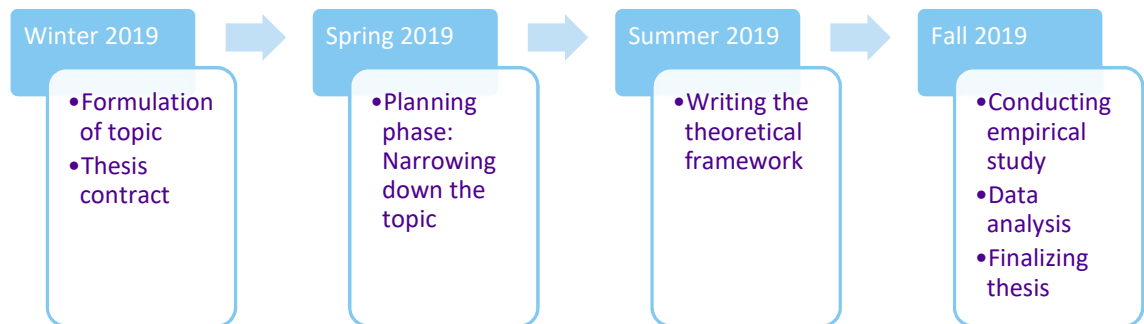 Winter 2019
•Formulation
of topic
•Thesis
contract
Spring 2019
•Planning
phase:
Narrowing
down the
topic
Summer 2019
•Writing the
theoretical
framework
Fall 2019
•Conducting
empirical
study
•Data
analysis
•Finalizing
thesis